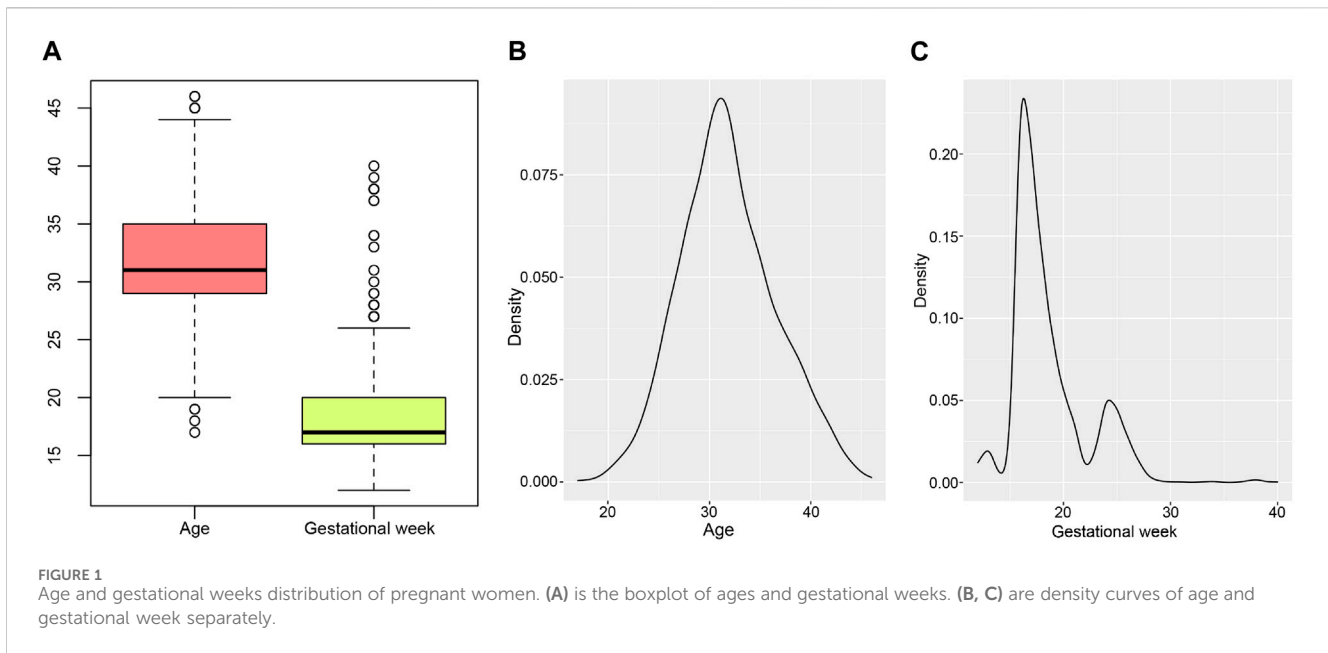 A
B
C
45
40
35
30
25
20
15
Age
Gestational week
Density
0.075
0.050
0.025
0.000
20
30
40
Age
Density
0.20
0.15
0.10
0.05
0.00
20
30
40
Gestational week
FIGURE 1
Age and gestational weeks distribution of pregnant women. (A) is the boxplot of ages and gestational weeks. (B, C) are density curves of age and
gestational week separately.